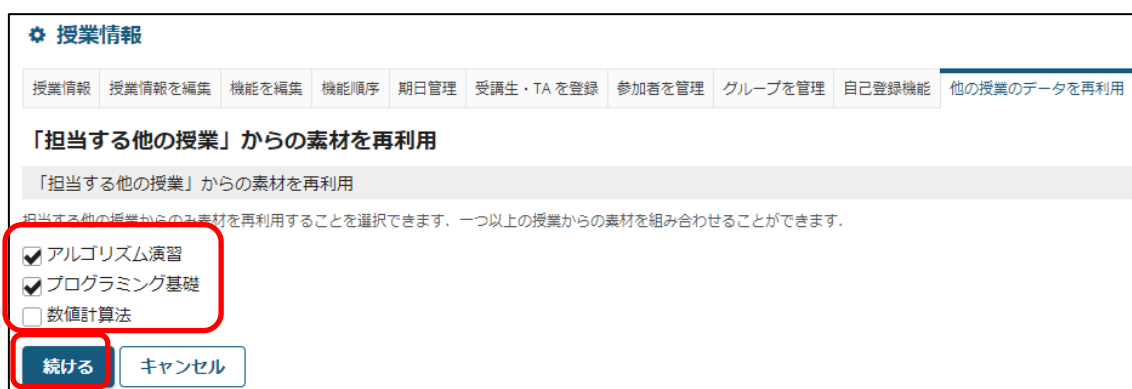 授業情報
授業情報 授業情報を編集 機能を編集 機能順序 期日管理 受講生・TA を登録 参加者を管理 グループを管理 自己登録機能 他の授業のデータを再利用
「担当する他の授業」からの素材を再利用
「担当する他の授業」からの素材を再利用
担当する他の授業からのみ素材を再利用することを選択できます．一つ以上の授業からの素材を組み合わせることができます．
アルゴリズム演習
プログラミング基礎
数値計算法
続ける キャンセル